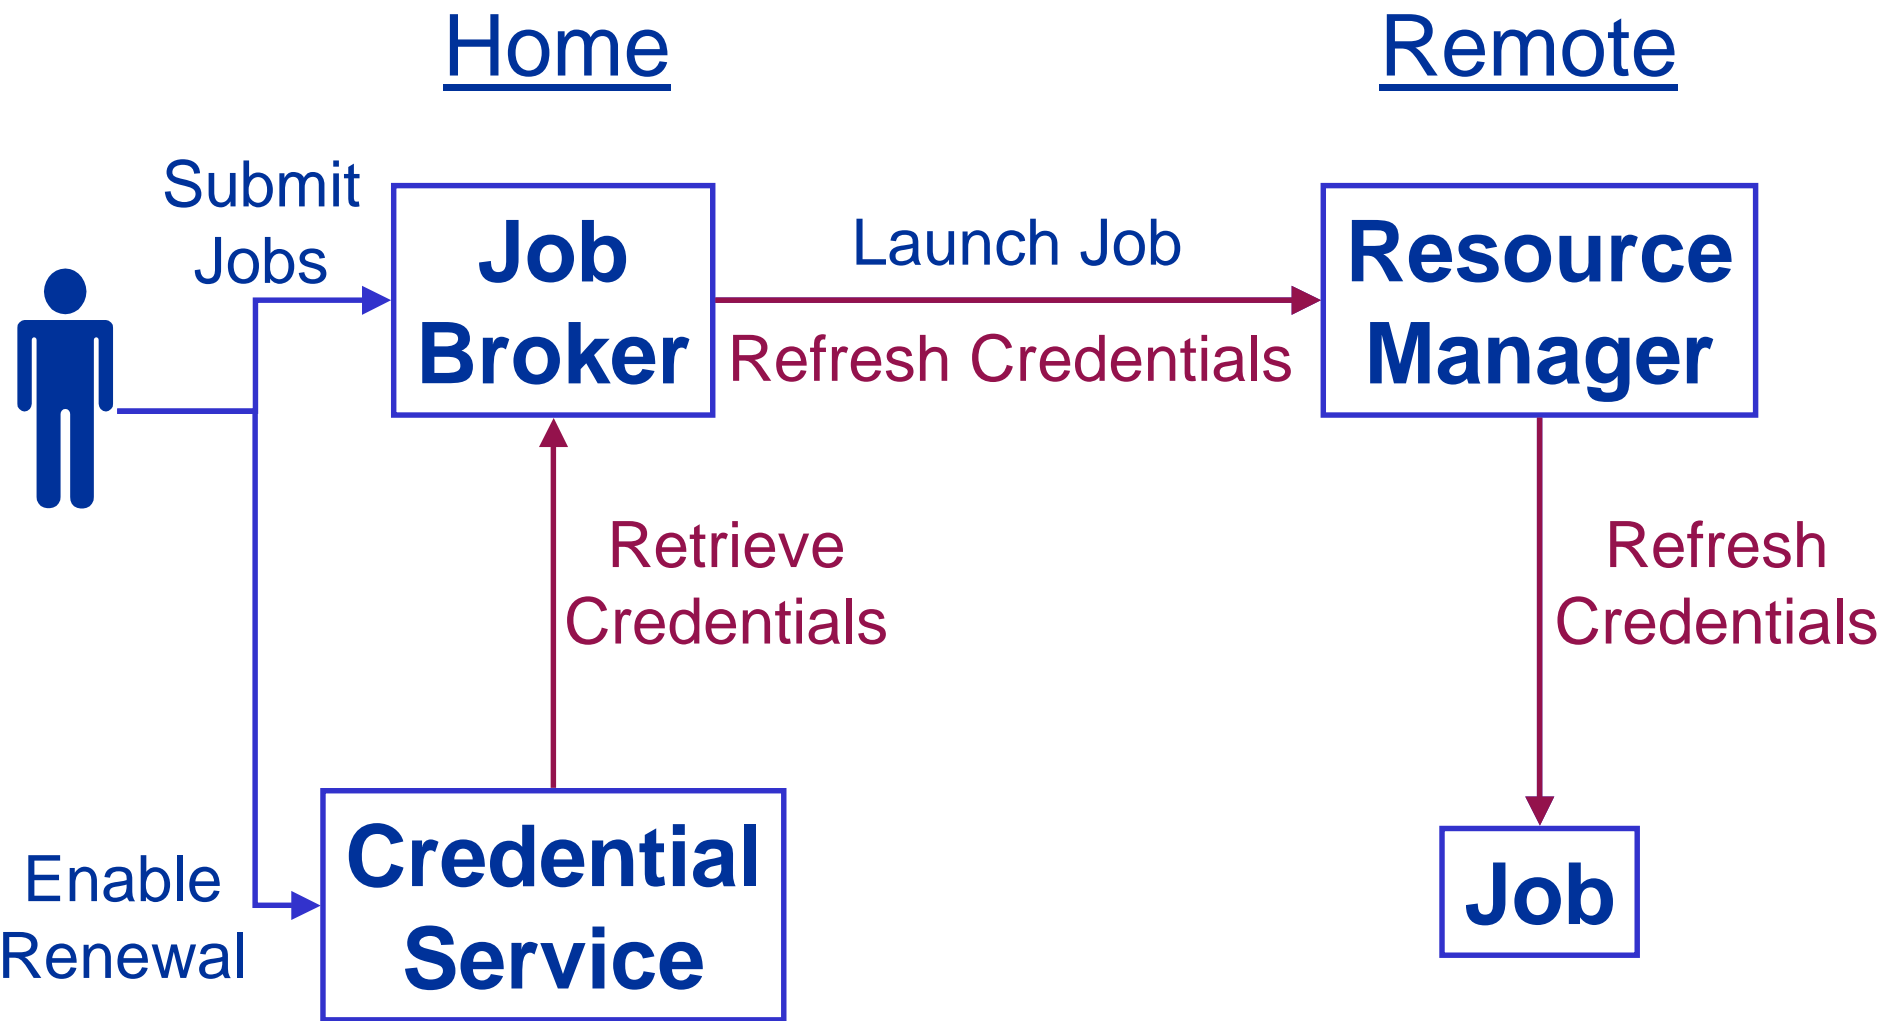 Home
Remote
Submit
Jobs
Job
Broker
Launch Job
Refresh Credentials
Resource
Manager
Retrieve
Credentials
Refresh
Credentials
Enable
Renewal
Credential
Service
Job